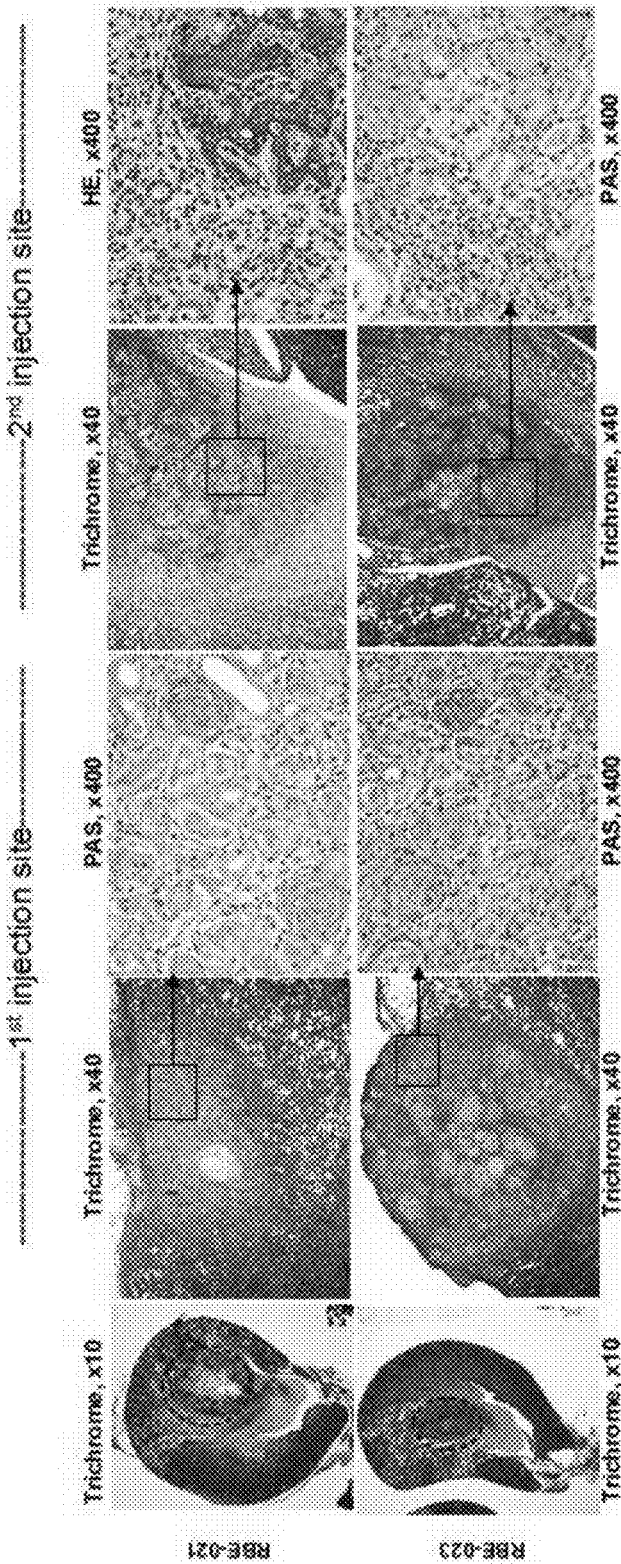 1st injection site
2nd injection site
Trichrome, x10
Trichrome, x40
PAS, x400
Trichrome, x40
HE, x400
RBE-021
RBE-023
Trichrome, x10
Trichrome, x40
PAS, x400
Trichrome, x40
PAS, x400